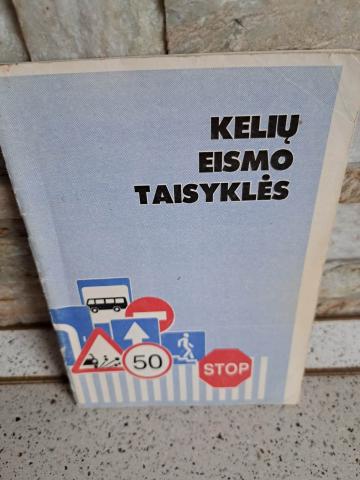 KELIŲ
EISMO
TAISYKLĖS
50
STOP